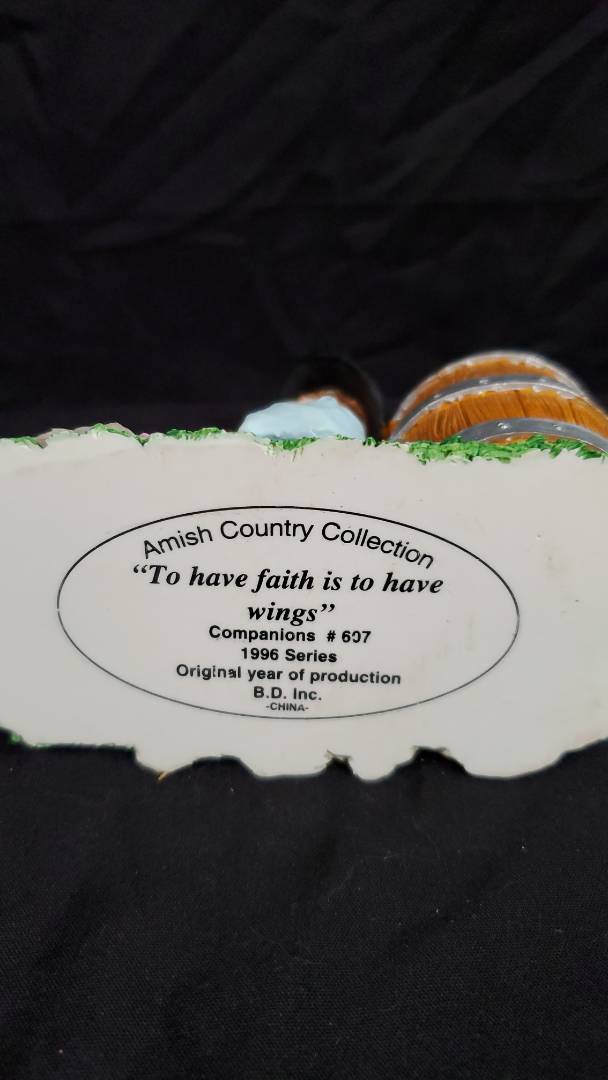 Amish Country Collection
“To have faith is to have
wings”
Companions # 607
1996 Series
Original year of production
B.D. Inc.
-CHINA-